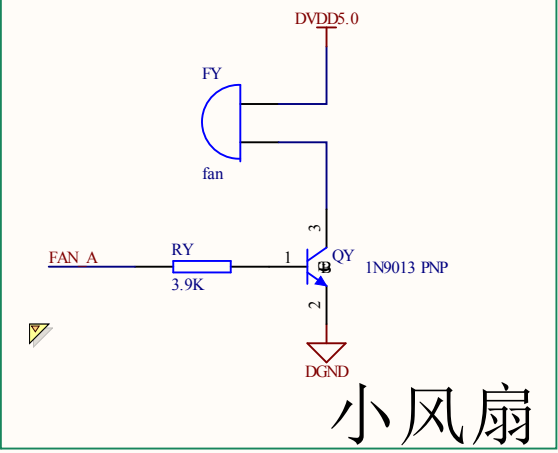 DVDD5.0
FY
fan
3
FAN_A
RY
3.9K
1
QY
1N9013 PNP
2
DGND
小风扇